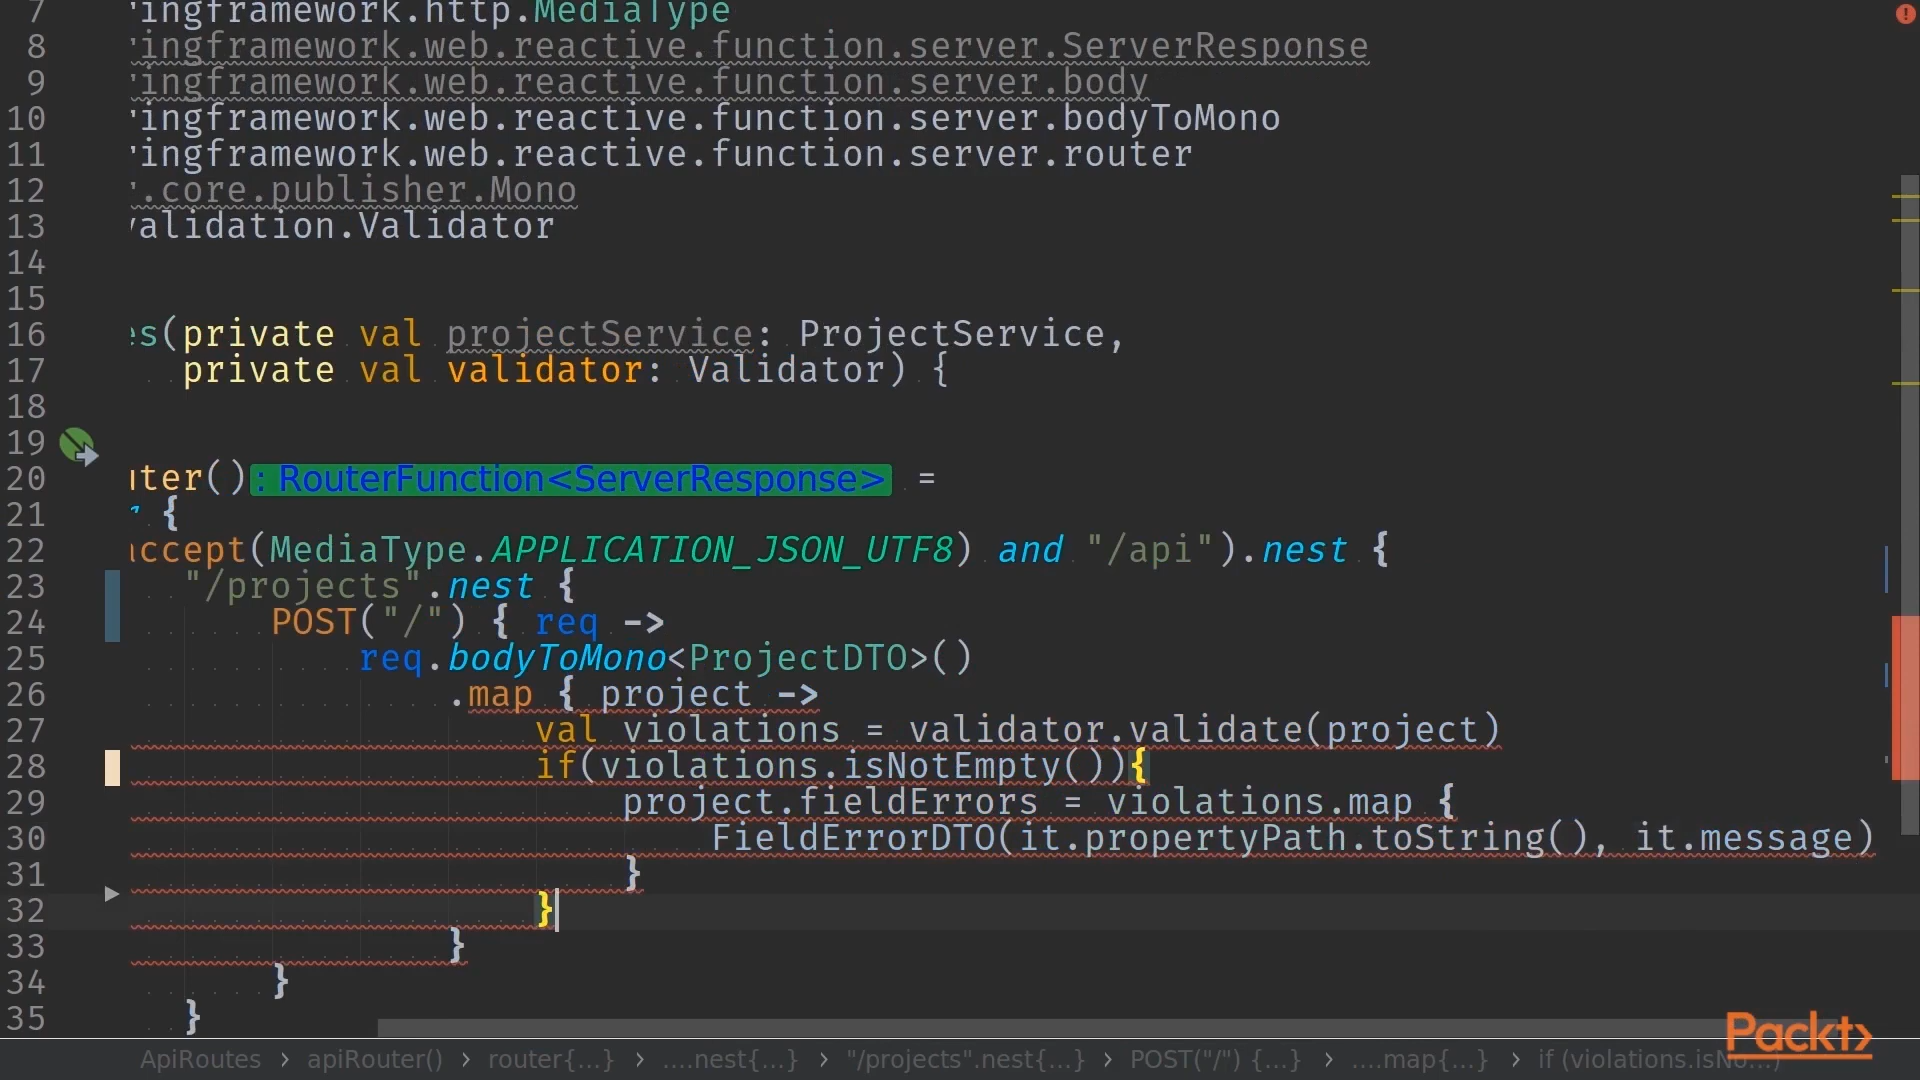 7 ingframework.http.MediaType
8 ingframework.web.reactive.function.server.ServerResponse
9 ingframework.web.reactive.function.server.body
10 ingframework.web.reactive.function.server.bodyToMono
11 ingframework.web.reactive.function.server.router
12 .core.publisher.Mono
13 validation.Validator
14
15
16 es(private val projectService: ProjectService,
17 private val validator: Validator) {
18
19
20 uter(): RouterFunction<ServerResponse> =
21 {
22 accept(MediaType.APPLICATION_JSON_UTF8) and "/api").nest {
23 "/projects".nest {
24 POST("/") { req ->
25 req.bodyToMono<ProjectDTO>()
26 .map { project ->
27 val violations = validator.validate(project)
28 if(violations.isNotEmpty()){
29 project.fieldErrors = violations.map {
30 FieldErrorDTO(it.propertyPath.toString(), it.message)
31 }
32 }
33 }
34 }
35 }
Packt>
ApiRoutes > apiRouter() > router{...} > ....nest{...} > "/projects".nest{...} > POST("/") {...} > ....map{...} > if (violations.isNo...)